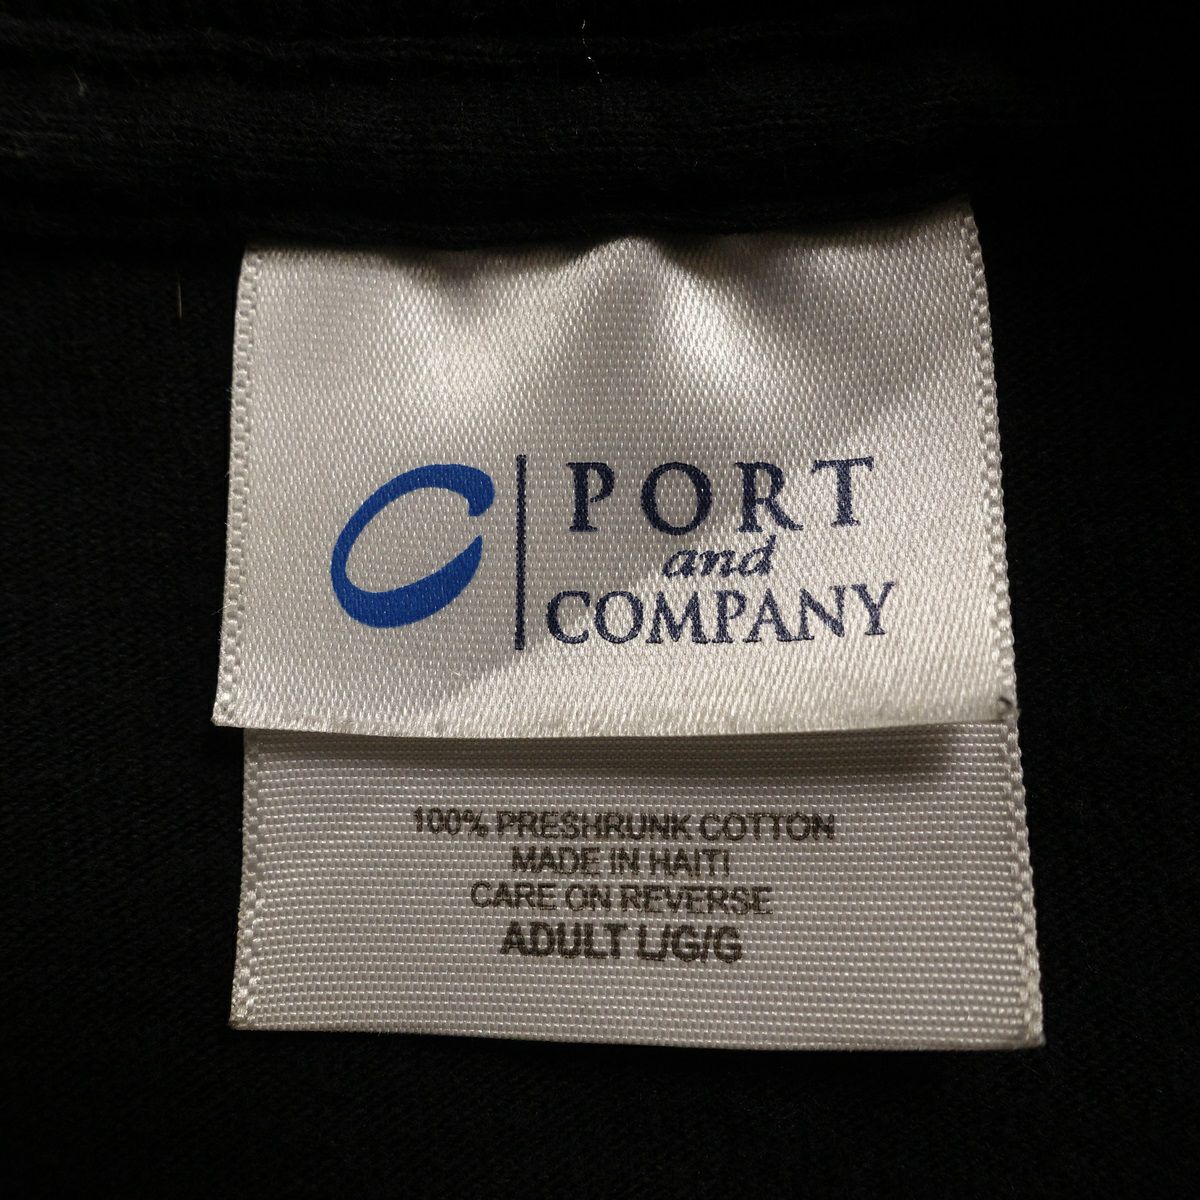 PORT
and
COMPANY
100% PRESHRUNK COTTON
MADE IN HAITI
CARE ON REVERSE
ADULT L/G/G